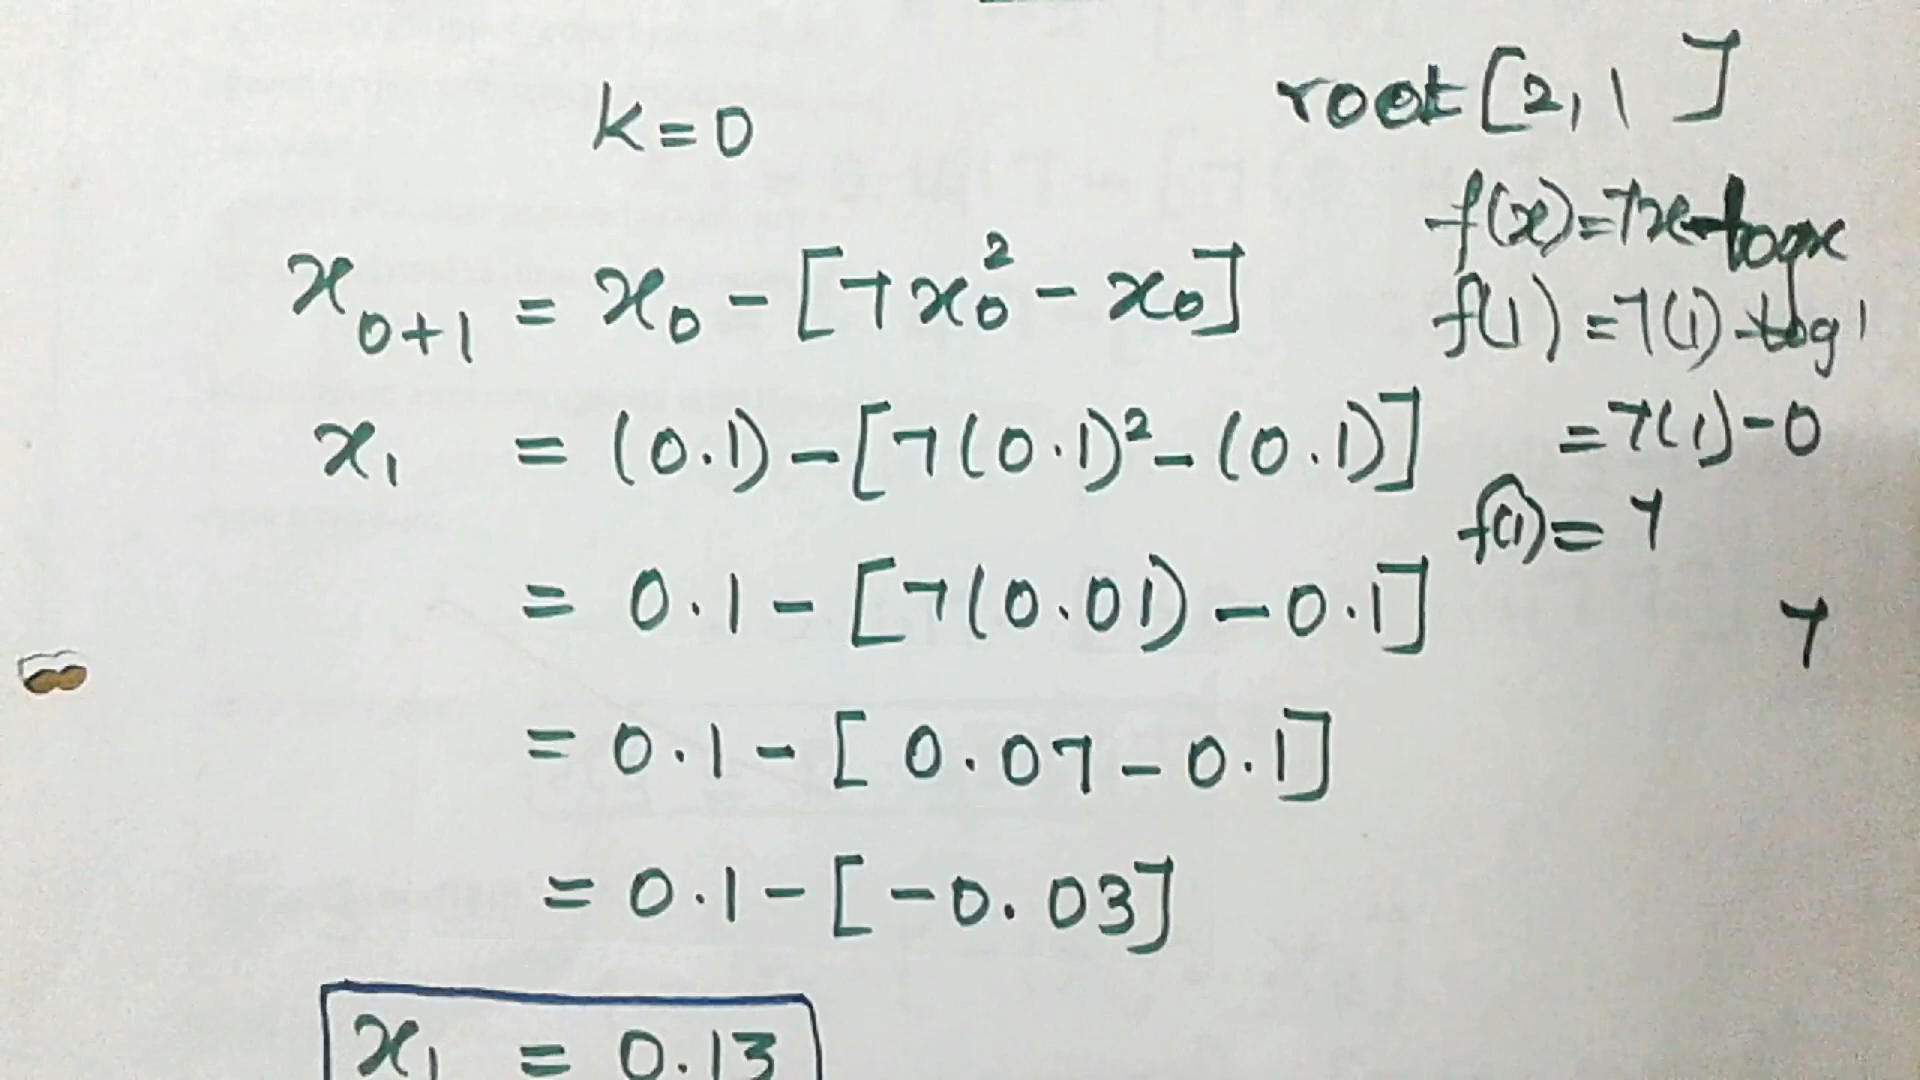 K=0
x₀₊₁ = x₀ - [7x₀² - x₀]
x₁ = (0.1) - [7(0.1)² - (0.1)]
= 0.1 - [7(0.01) - 0.1]
= 0.1 - [0.07 - 0.1]
= 0.1 - [-0.03]
x₁ = 0.13
root [2, 1]
f(x) = 7x - logx
f(1) = 7(1) - log1
= 7(1) - 0
f(1) = 7
7